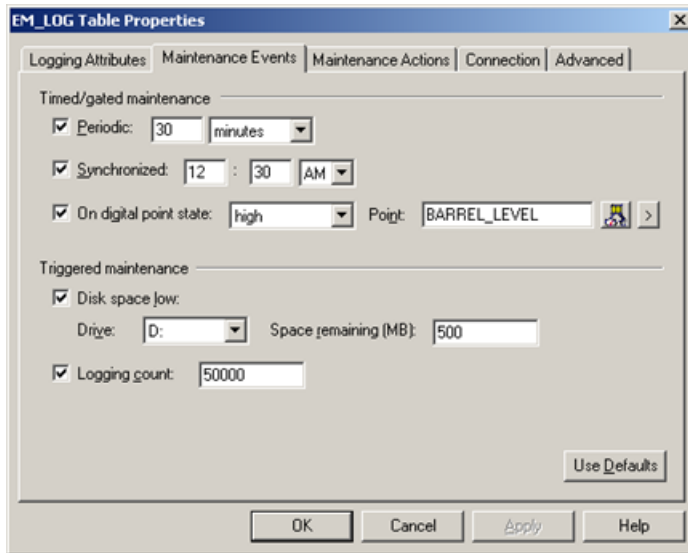 EM_LOG Table Properties
Logging Attributes Maintenance Events Maintenance Actions Connection Advanced
Timed/gated maintenance
Periodic: 30 minutes
Synchronized: 12 : 30 AM
On digital point state: high Point: BARREL_LEVEL >
Triggered maintenance
Disk space low:
Drive: D: Space remaining (MB): 500
Logging count: 50000
Use Defaults
OK Cancel Apply Help